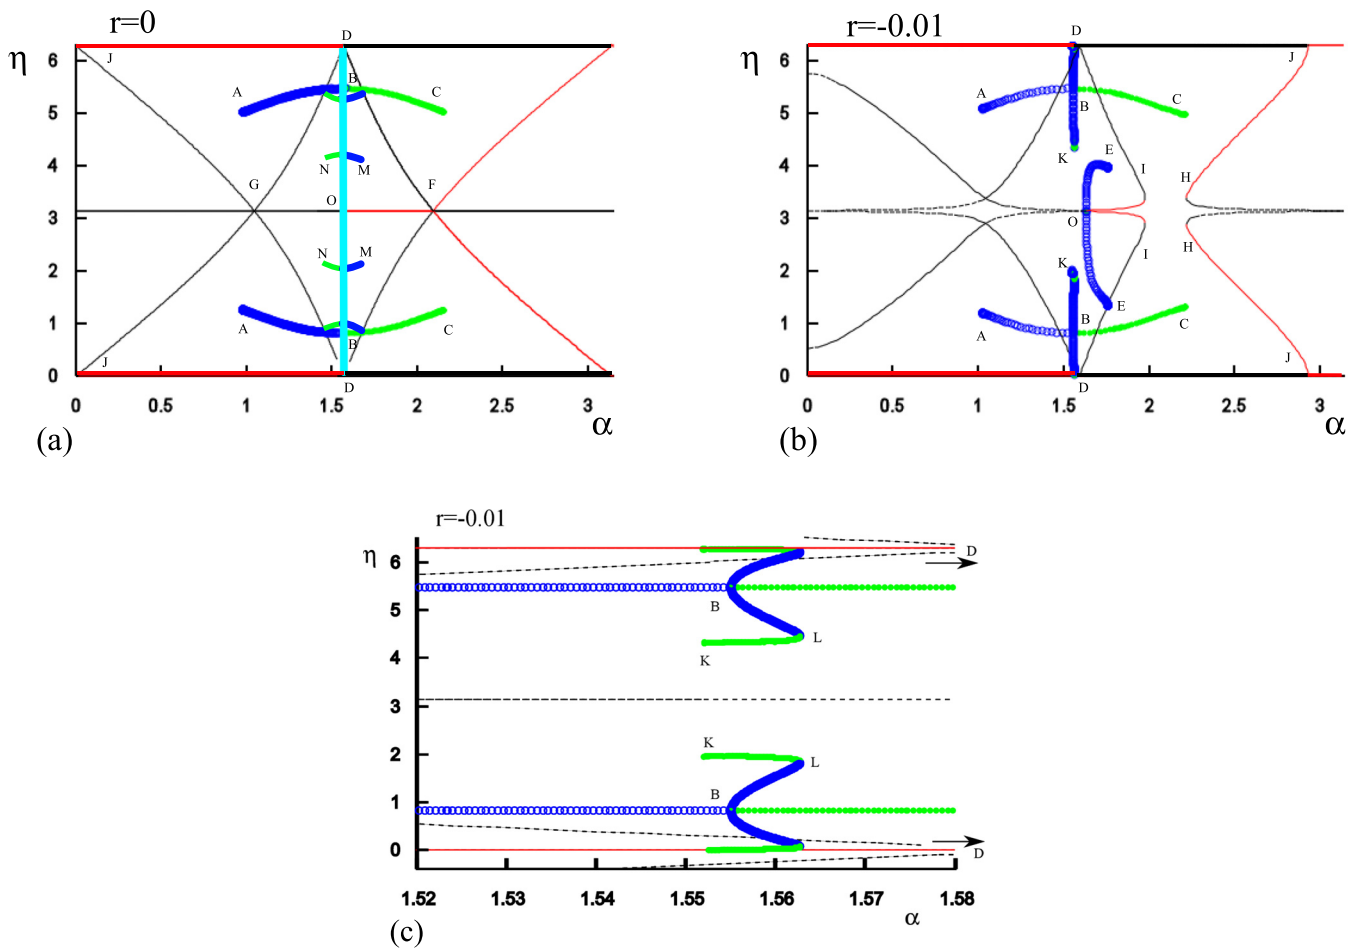 r=0
η
6
5
4
3
2
1
0
0
0.5
1
1.5
2
2.5
3
α
(a)
D
J
A
B
C
N
M
G
O
F
N
M
A
B
C
J
D
r=-0.01
η
6
5
4
3
2
1
0
0
0.5
1
1.5
2
2.5
3
α
(b)
D
J
A
B
C
K
E
I
H
O
H
K
I
E
A
B
C
J
D
r=-0.01
η
6
5
4
3
2
1
0
1.52
1.53
1.54
1.55
1.56
1.57
1.58
α
(c)
D
B
L
K
K
L
B
D